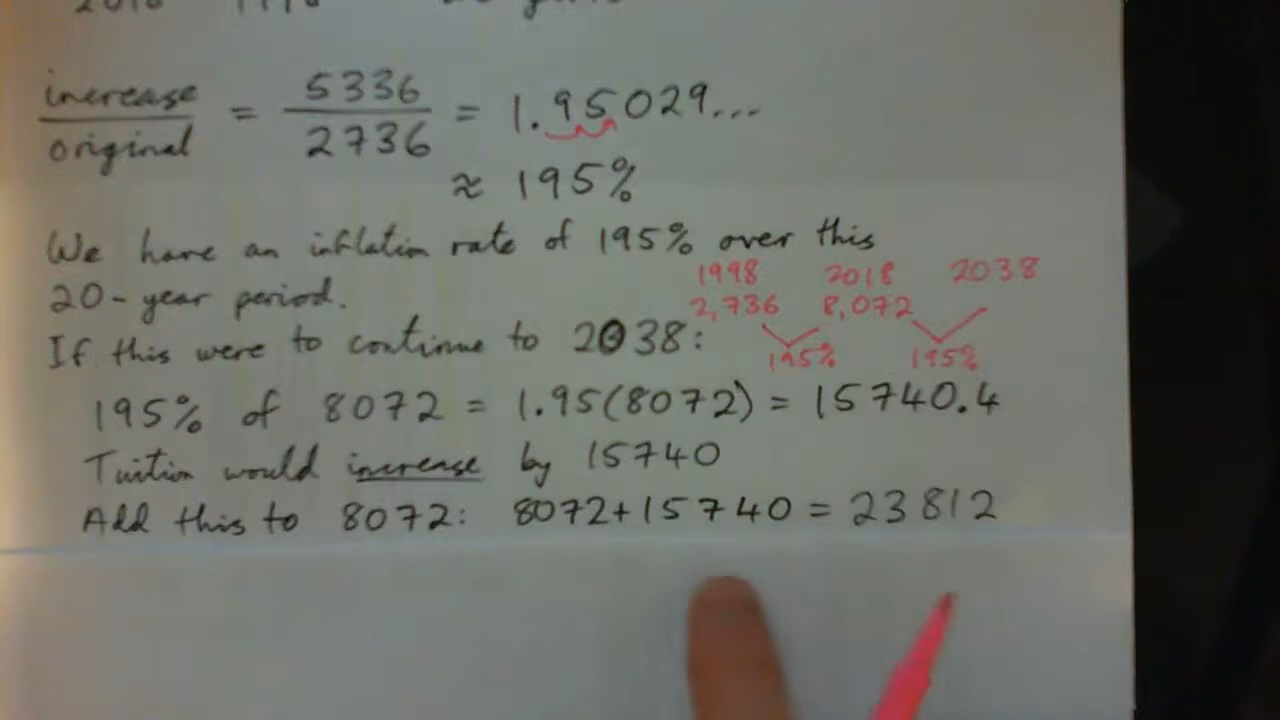 increase / original = 5336 / 2736 = 1.95029...
≈ 195%
We have an inflation rate of 195% over this
20-year period.
1998 2018 2038
2,736 8,072
195% 195%
If this were to continue to 2038:
195% of 8072 = 1.95(8072) = 15740.4
Tuition would increase by 15740
Add this to 8072: 8072+15740 = 23812